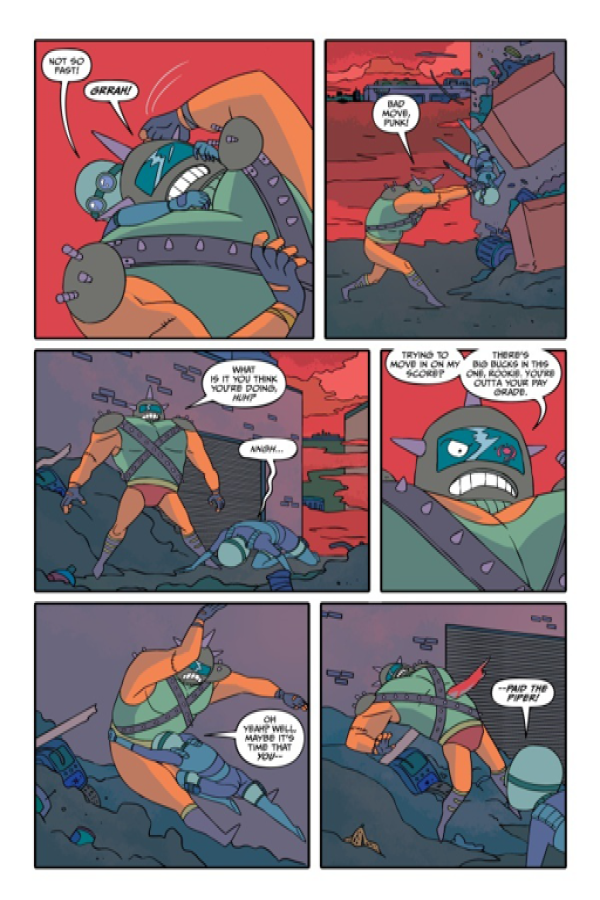 NOT SO
FAST!
GRRAH!
BAD
MOVE,
PUNK!
WHAT
IS IT YOU THINK
YOU'RE DOING,
HUH?
NNGH...
TRYING TO
MOVE IN ON MY
SCORE?
THERE'S
BIG BUCKS IN THIS
ONE, ROOKIE. YOU'RE
OUTTA YOUR PAY
GRADE.
OH
YEAH? WELL,
MAYBE IT'S
TIME THAT
YOU--
--PAID THE
PIPER!